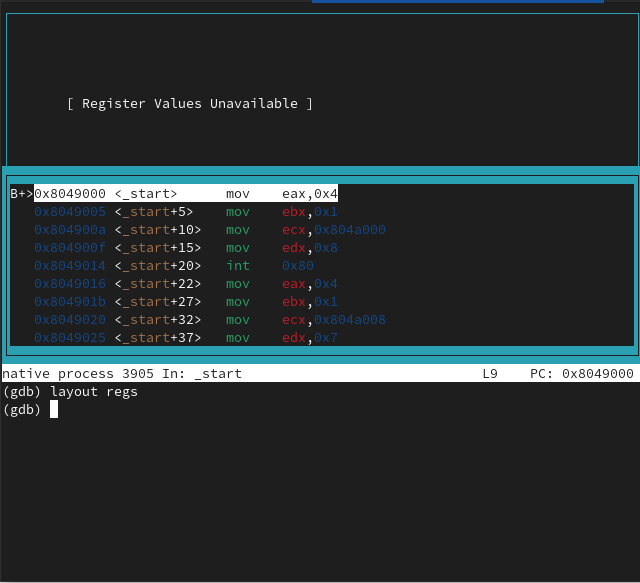 [ Register Values Unavailable ]
B+>0x8049000 <_start>      mov    eax,0x4
0x8049005 <_start+5>    mov    ebx,0x1
0x804900a <_start+10>   mov    ecx,0x804a000
0x804900f <_start+15>   mov    edx,0x8
0x8049014 <_start+20>   int    0x80
0x8049016 <_start+22>   mov    eax,0x4
0x804901b <_start+27>   mov    ebx,0x1
0x8049020 <_start+32>   mov    ecx,0x804a008
0x8049025 <_start+37>   mov    edx,0x7
native process 3905 In: _start                              L9    PC: 0x8049000
(gdb) layout regs
(gdb)